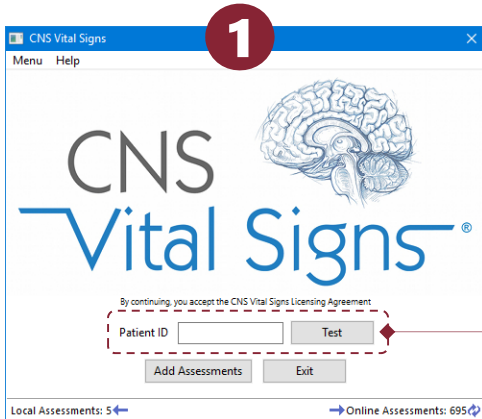 1
CNS Vital Signs
Menu Help
CNS
Vital Signs®
By continuing, you accept the CNS Vital Signs Licensing Agreement
Patient ID Test
Add Assessments Exit
Local Assessments: 5 Online Assessments: 695